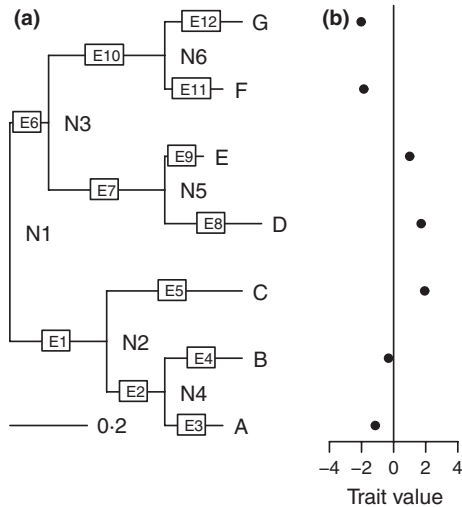 (a)
(b)
E12
G
E10
N6
E11
F
E6
N3
E9
E
E7
N5
E8
D
N1
E5
C
E1
N2
E4
B
E2
N4
E3
A
0·2
−4 −2 0 2 4
Trait value